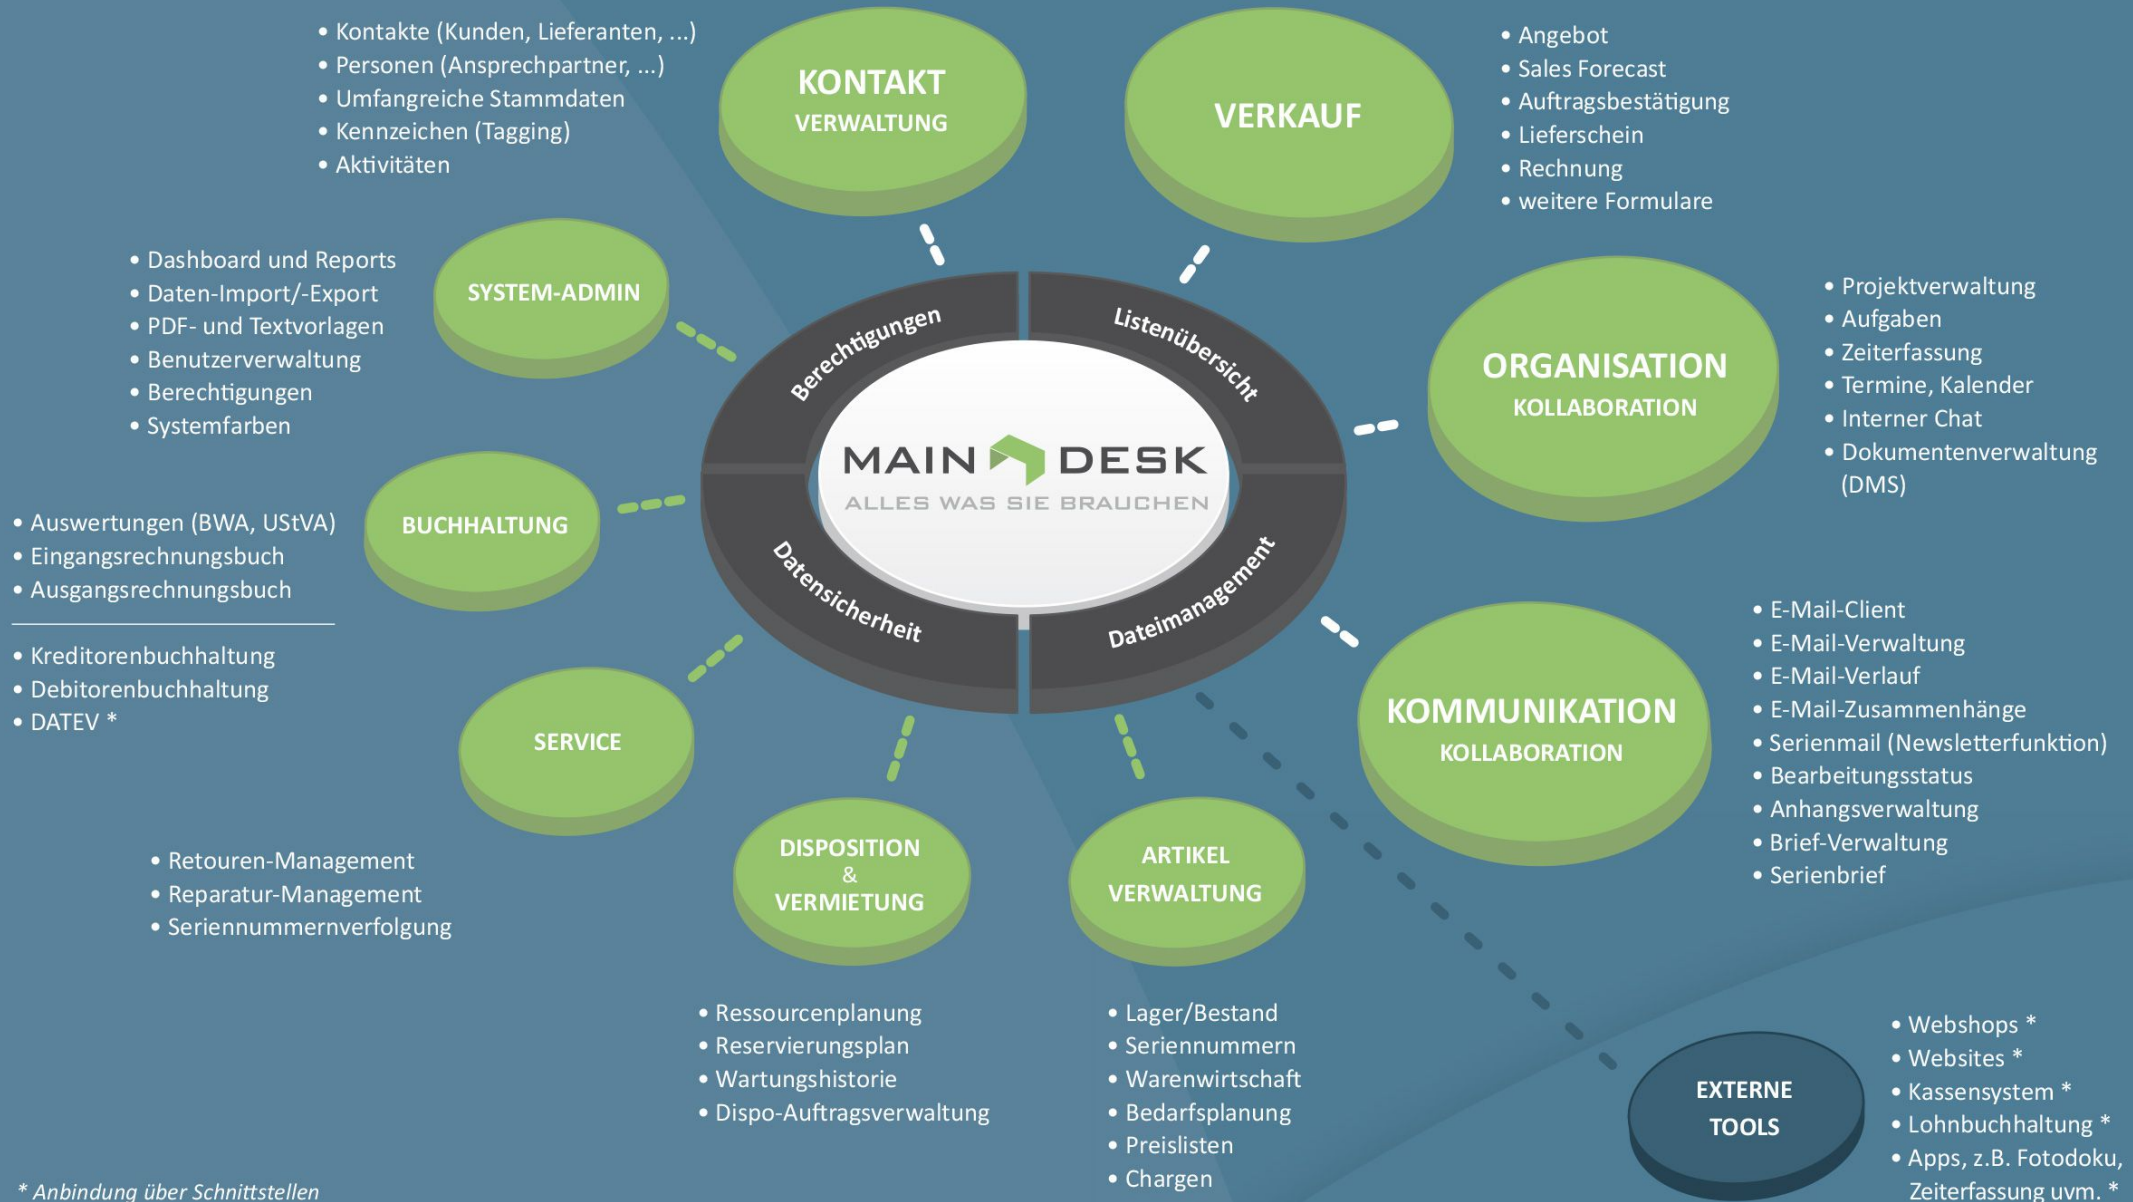 • Kontakte (Kunden, Lieferanten, ...)
• Personen (Ansprechpartner, ...)
• Umfangreiche Stammdaten
• Kennzeichen (Tagging)
• Aktivitäten
KONTAKT
VERWALTUNG
VERKAUF
• Angebot
• Sales Forecast
• Auftragsbestätigung
• Lieferschein
• Rechnung
• weitere Formulare
• Dashboard und Reports
• Daten-Import/-Export
• PDF- und Textvorlagen
• Benutzerverwaltung
• Berechtigungen
• Systemfarben
SYSTEM-ADMIN
Berechtigungen
Listenübersicht
ORGANISATION
KOLLABORATION
• Projektverwaltung
• Aufgaben
• Zeiterfassung
• Termine, Kalender
• Interner Chat
• Dokumentenverwaltung
(DMS)
MAIN DESK
ALLES WAS SIE BRAUCHEN
• Auswertungen (BWA, UStVA)
• Eingangsrechnungsbuch
• Ausgangsrechnungsbuch
• Kreditorenbuchhaltung
• Debitorenbuchhaltung
• DATEV *
BUCHHALTUNG
Datensicherheit
Dateimanagement
KOMMUNIKATION
KOLLABORATION
• E-Mail-Client
• E-Mail-Verwaltung
• E-Mail-Verlauf
• E-Mail-Zusammenhänge
• Serienmail (Newsletterfunktion)
• Bearbeitungsstatus
• Anhangsverwaltung
• Brief-Verwaltung
• Serienbrief
SERVICE
• Retouren-Management
• Reparatur-Management
• Seriennummernverfolgung
DISPOSITION
&
VERMIETUNG
• Ressourcenplanung
• Reservierungsplan
• Wartungshistorie
• Dispo-Auftragsverwaltung
ARTIKEL
VERWALTUNG
• Lager/Bestand
• Seriennummern
• Warenwirtschaft
• Bedarfsplanung
• Preislisten
• Chargen
EXTERNE
TOOLS
• Webshops *
• Websites *
• Kassensystem *
• Lohnbuchhaltung *
• Apps, z.B. Fotodoku,
Zeiterfassung uvm. *
* Anbindung über Schnittstellen